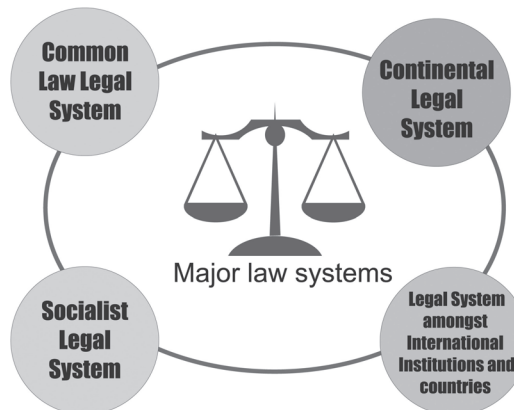 Common
Law Legal
System
Continental
Legal
System
Major law systems
Socialist
Legal
System
Legal System
amongst
International
Institutions and
countries